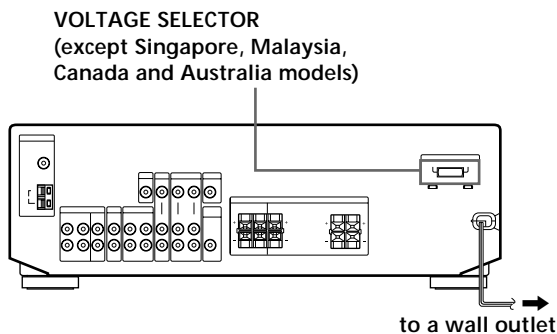 VOLTAGE SELECTOR
(except Singapore, Malaysia,
Canada and Australia models)
to a wall outlet